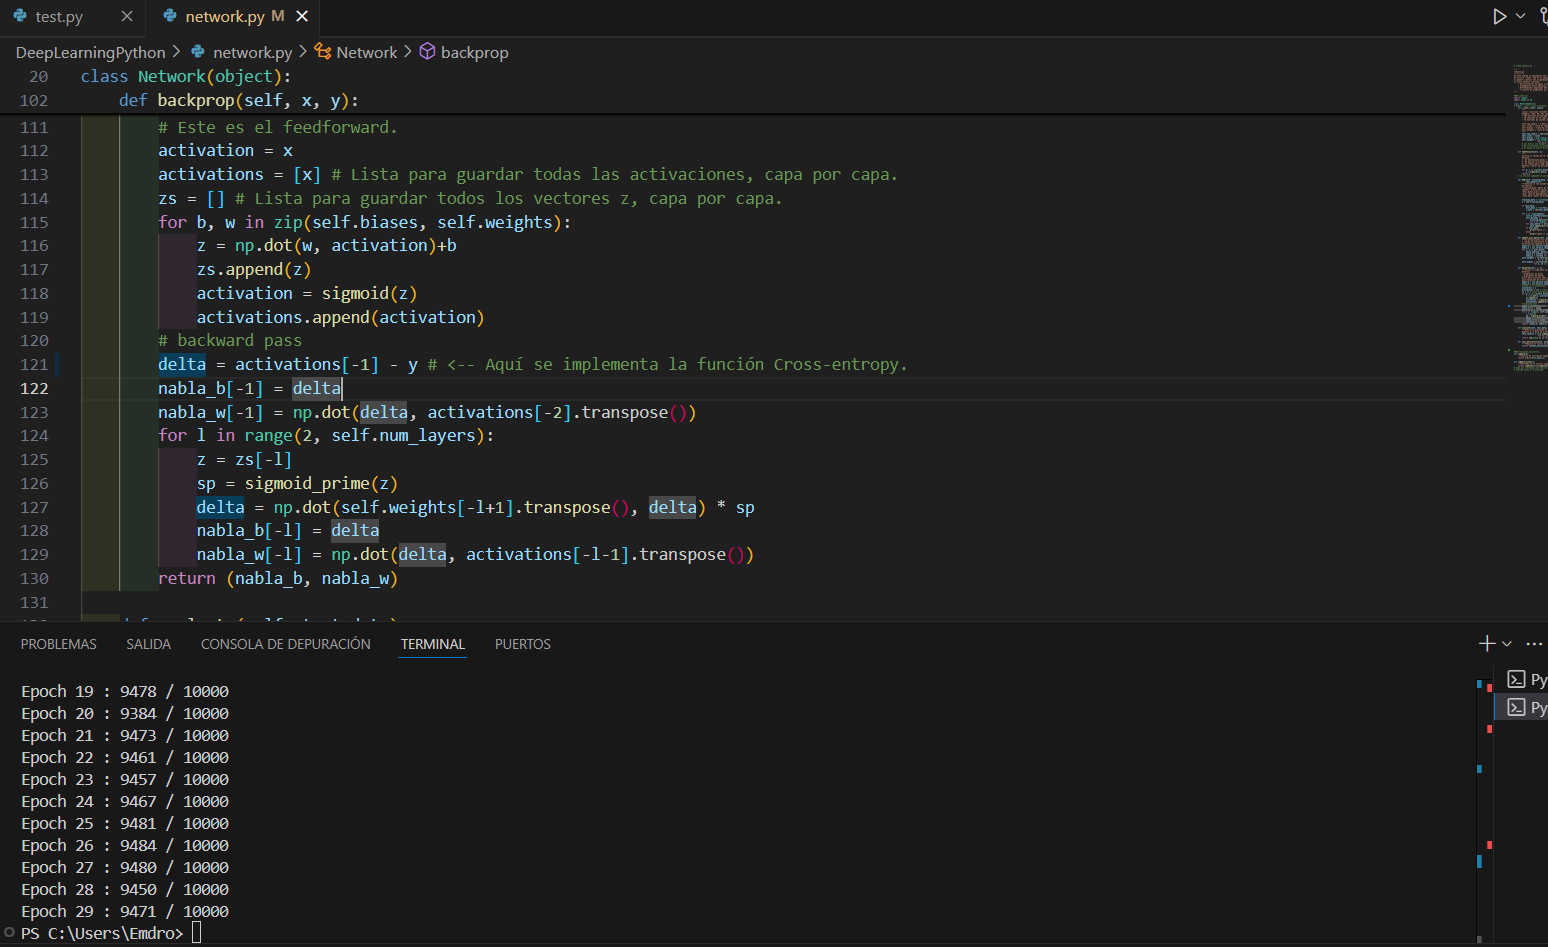 test.py network.py M
DeepLearningPython > network.py > Network > backprop
20 class Network(object):
102 def backprop(self, x, y):
111 # Este es el feedforward.
112 activation = x
113 activations = [x] # Lista para guardar todas las activaciones, capa por capa.
114 zs = [] # Lista para guardar todos los vectores z, capa por capa.
115 for b, w in zip(self.biases, self.weights):
116 z = np.dot(w, activation)+b
117 zs.append(z)
118 activation = sigmoid(z)
119 activations.append(activation)
120 # backward pass
121 delta = activations[-1] - y # <-- Aquí se implementa la función Cross-entropy.
122 nabla_b[-1] = delta
123 nabla_w[-1] = np.dot(delta, activations[-2].transpose())
124 for l in range(2, self.num_layers):
125 z = zs[-l]
126 sp = sigmoid_prime(z)
127 delta = np.dot(self.weights[-l+1].transpose(), delta) * sp
128 nabla_b[-l] = delta
129 nabla_w[-l] = np.dot(delta, activations[-l-1].transpose())
130 return (nabla_b, nabla_w)
131
PROBLEMAS SALIDA CONSOLA DE DEPURACIÓN TERMINAL PUERTOS
Epoch 19 : 9478 / 10000
Epoch 20 : 9384 / 10000
Epoch 21 : 9473 / 10000
Epoch 22 : 9461 / 10000
Epoch 23 : 9457 / 10000
Epoch 24 : 9467 / 10000
Epoch 25 : 9481 / 10000
Epoch 26 : 9484 / 10000
Epoch 27 : 9480 / 10000
Epoch 28 : 9450 / 10000
Epoch 29 : 9471 / 10000
PS C:\Users\Emdro>
Py
Py